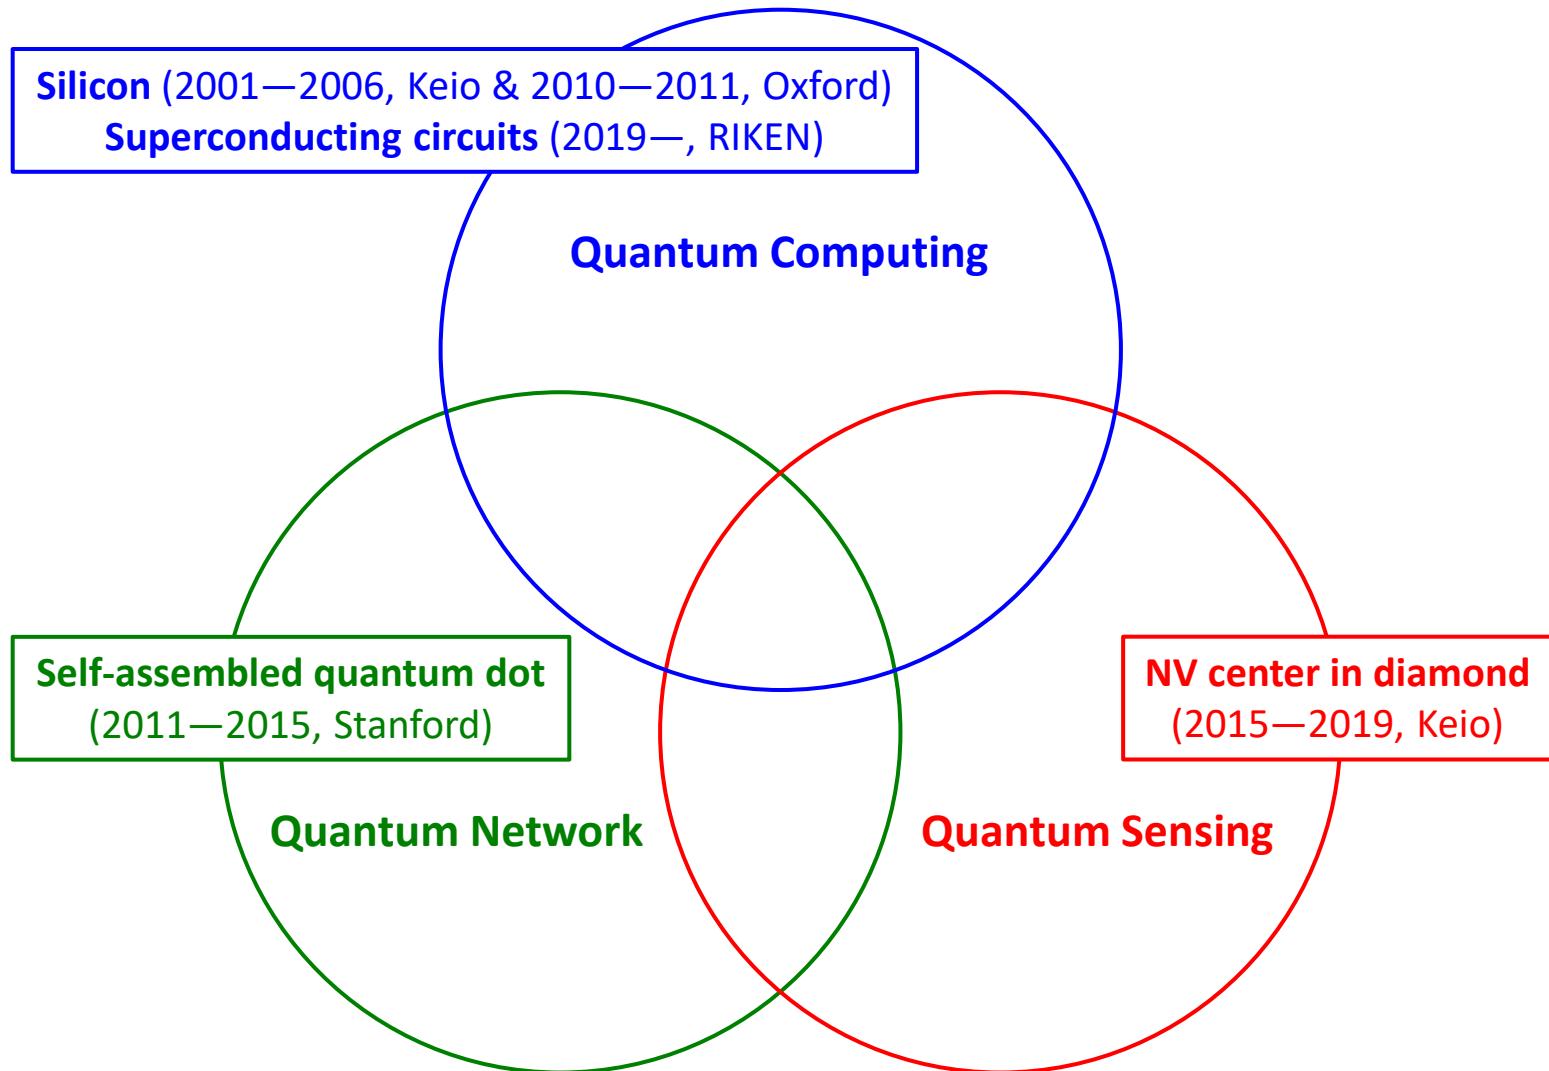 Silicon (2001—2006, Keio & 2010—2011, Oxford)
Superconducting circuits (2019—, RIKEN)
Quantum Computing
Self-assembled quantum dot
(2011—2015, Stanford)
NV center in diamond
(2015—2019, Keio)
Quantum Network
Quantum Sensing